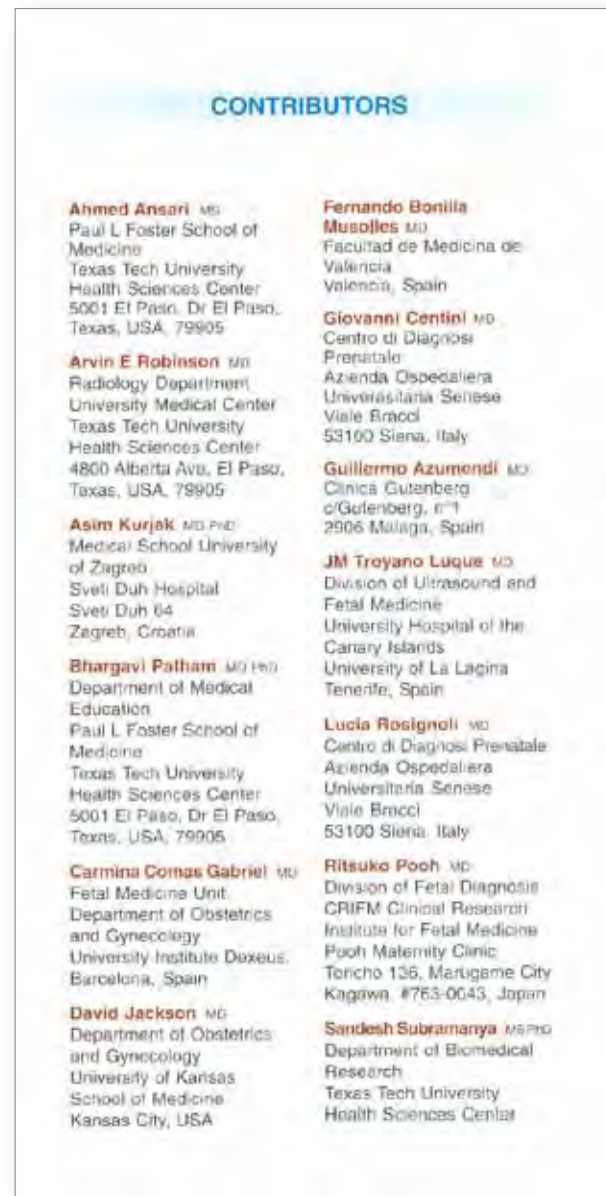 CONTRIBUTORS
Ahmed Ansari MD
Paul L Foster School of
Medicine
Texas Tech University
Health Sciences Center
5001 El Paso, Dr El Paso,
Texas, USA, 79905
Arvin E Robinson MD
Radiology Department
University Medical Center
Texas Tech University
Health Sciences Center
4800 Alberta Ave, El Paso,
Texas, USA, 79905
Asim Kurjak MD PhD
Medical School University
of Zagreb
Sveti Duh Hospital
Sveti Duh 64
Zagreb, Croatia
Bhargavi Patham MD PhD
Department of Medical
Education
Paul L Foster School of
Medicine
Texas Tech University
Health Sciences Center
5001 El Paso, Dr El Paso,
Texas, USA, 79905
Carmina Comas Gabriel MD
Fetal Medicine Unit
Department of Obstetrics
and Gynecology
University Institute Dexeus,
Barcelona, Spain
David Jackson MD
Department of Obstetrics
and Gynecology
University of Kansas
School of Medicine
Kansas City, USA
Fernando Bonilla
Musolles MD
Facultad de Medicina de
Valencia
Valencia, Spain
Giovanni Centini MD
Centro di Diagnosi
Prenatale
Azienda Ospedaliera
Universitaria Senese
Viale Bracci
53100 Siena, Italy
Guillermo Azumendi MD
Clinica Gutenberg
c/Gutenberg, n°1
2906 Malaga, Spain
JM Troyano Luque MD
Division of Ultrasound and
Fetal Medicine
University Hospital of the
Canary Islands
University of La Lagina
Tenerife, Spain
Lucia Rosignoli MD
Centro di Diagnosi Prenatale
Azienda Ospedaliera
Universitaria Senese
Viale Bracci
53100 Siena, Italy
Ritsuko Pooh MD
Division of Fetal Diagnosis
CRIFM Clinical Research
Institute for Fetal Medicine
Pooh Maternity Clinic
Toricho 136, Marugame City
Kagawa, #763-0043, Japan
Sandesh Subramanya MS PhD
Department of Biomedical
Research
Texas Tech University
Health Sciences Center